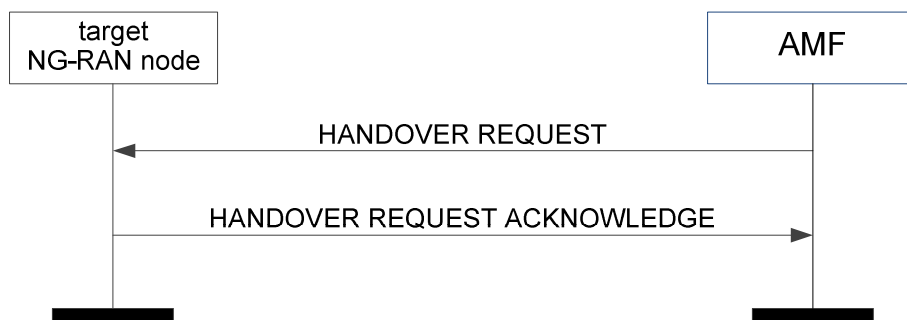 target
NG-RAN node
AMF
HANDOVER REQUEST
HANDOVER REQUEST ACKNOWLEDGE